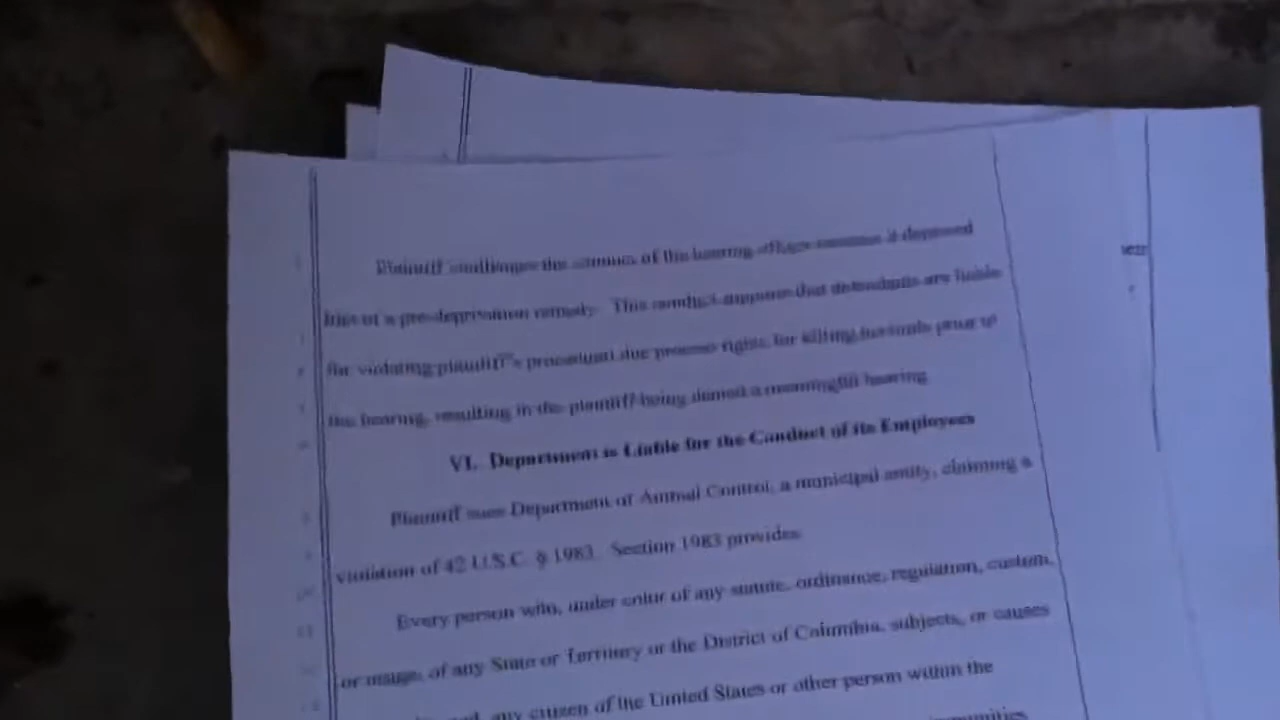 Plaintiff challenges the of the hearing officer it deprived
him of a pre-deprivation remedy. This conduct supports that defendants are liable
for violating plaintiff's procedural due process rights for killing prior to
the hearing, resulting in the plaintiff being denied a meaningful hearing
VI. Department is Liable for the Conduct of its Employees
Plaintiff sues Department of Animal Control, a municipal entity, claiming a
violation of 42 U.S.C. § 1983. Section 1983 provides
Every person who, under color of any statute, ordinance, regulation, custom,
or usage, of any State or Territory or the District of Columbia, subjects, or causes
any citizen of the United States or other person within the